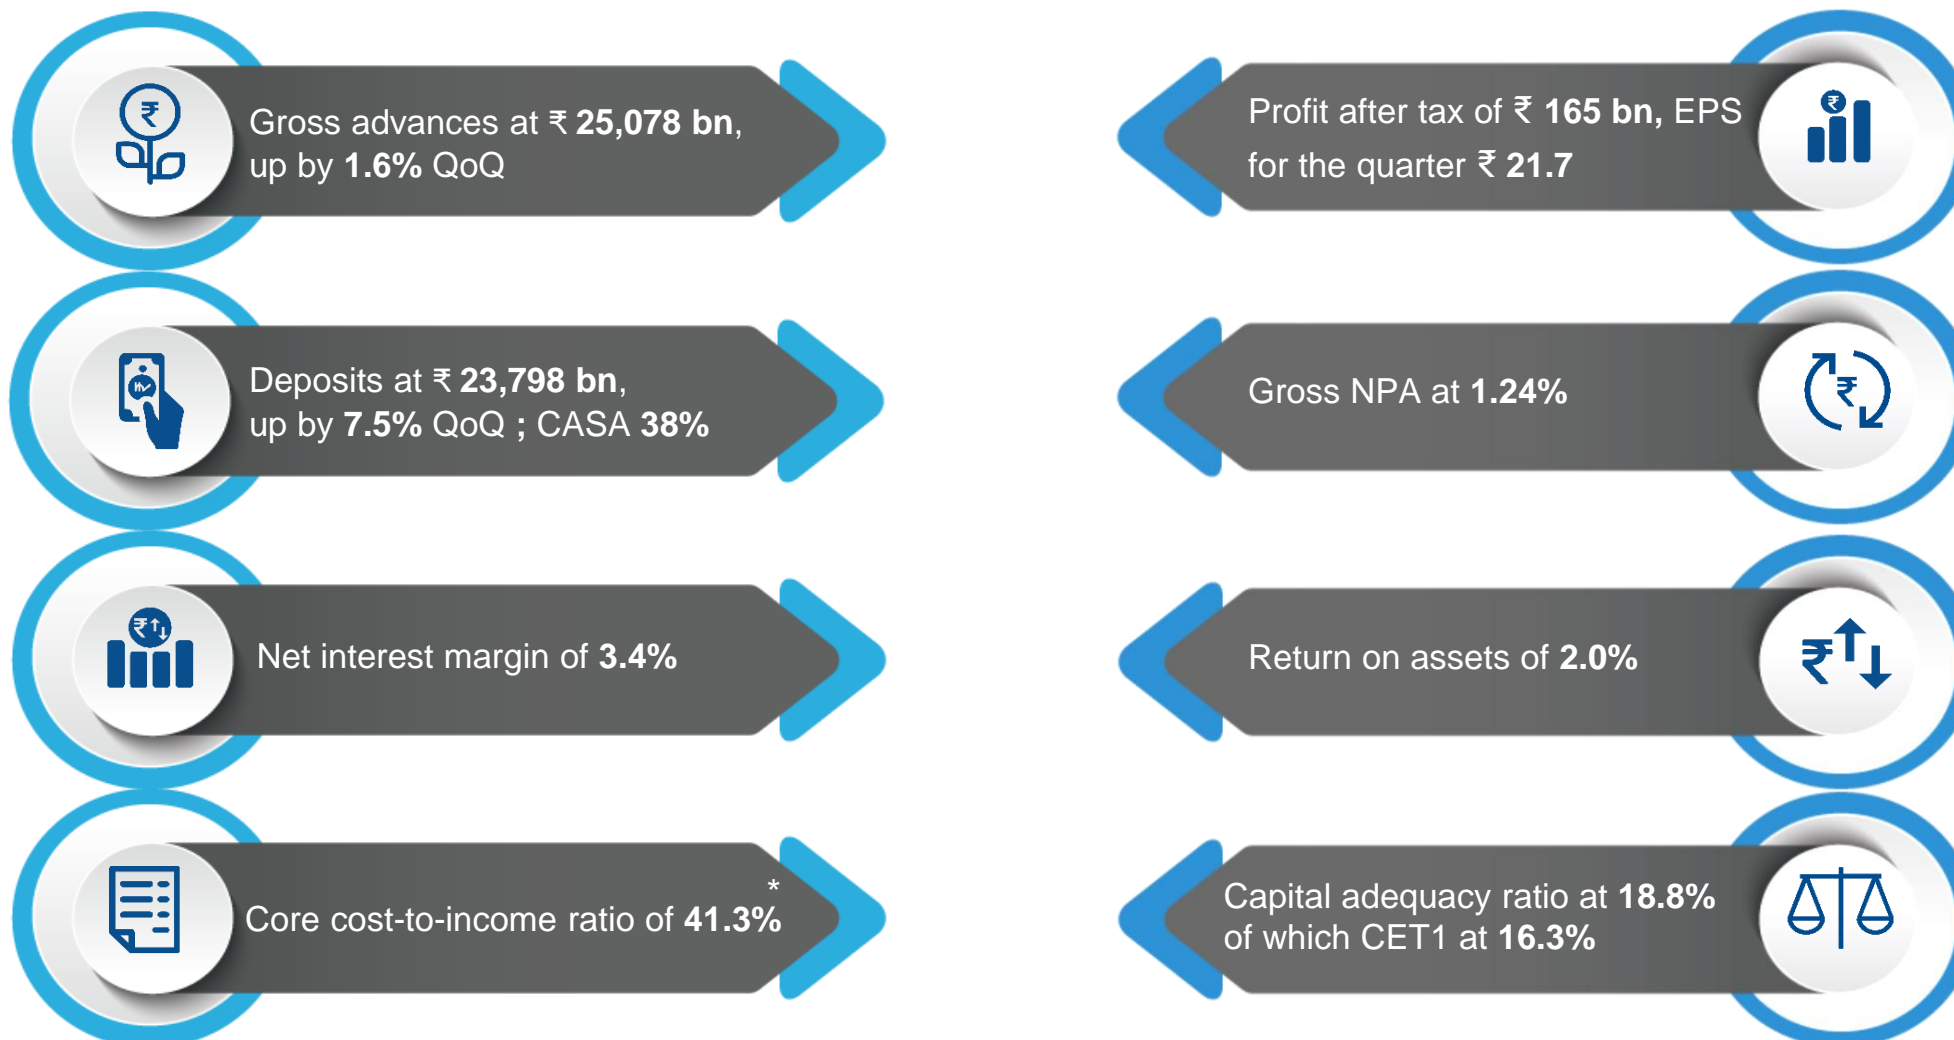 Gross advances at ₹ 25,078 bn,
up by 1.6% QoQ
Deposits at ₹ 23,798 bn,
up by 7.5% QoQ ; CASA 38%
Net interest margin of 3.4%
Core cost-to-income ratio of 41.3%*
Profit after tax of ₹ 165 bn, EPS
for the quarter ₹ 21.7
Gross NPA at 1.24%
Return on assets of 2.0%
Capital adequacy ratio at 18.8%
of which CET1 at 16.3%